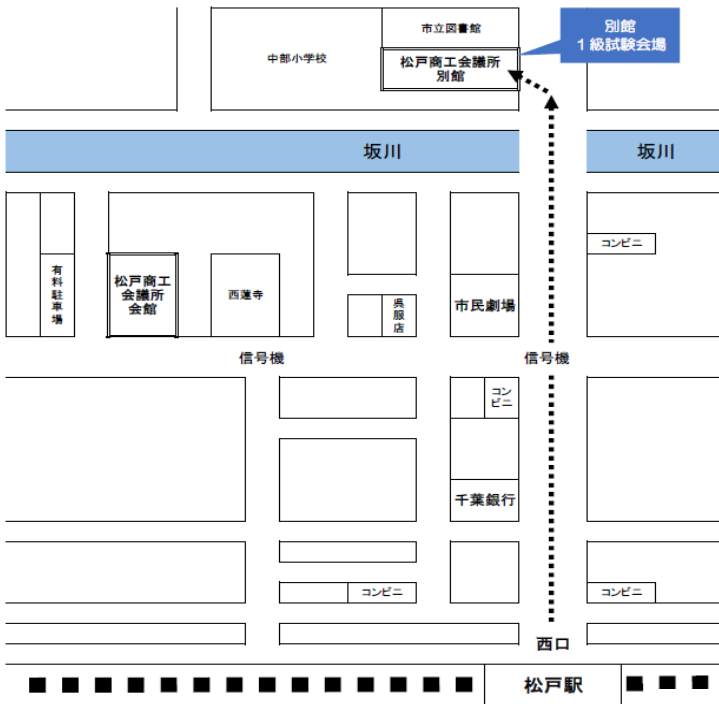 市立図書館
別館
1級試験会場
中部小学校
松戸商工会議所
別館
坂川
坂川
コンビニ
有料駐車場
松戸商工
会議所
会館
西蓮寺
呉服店
市民劇場
信号機
信号機
コン
ビニ
千葉銀行
コンビニ
コンビニ
西口
松戸駅